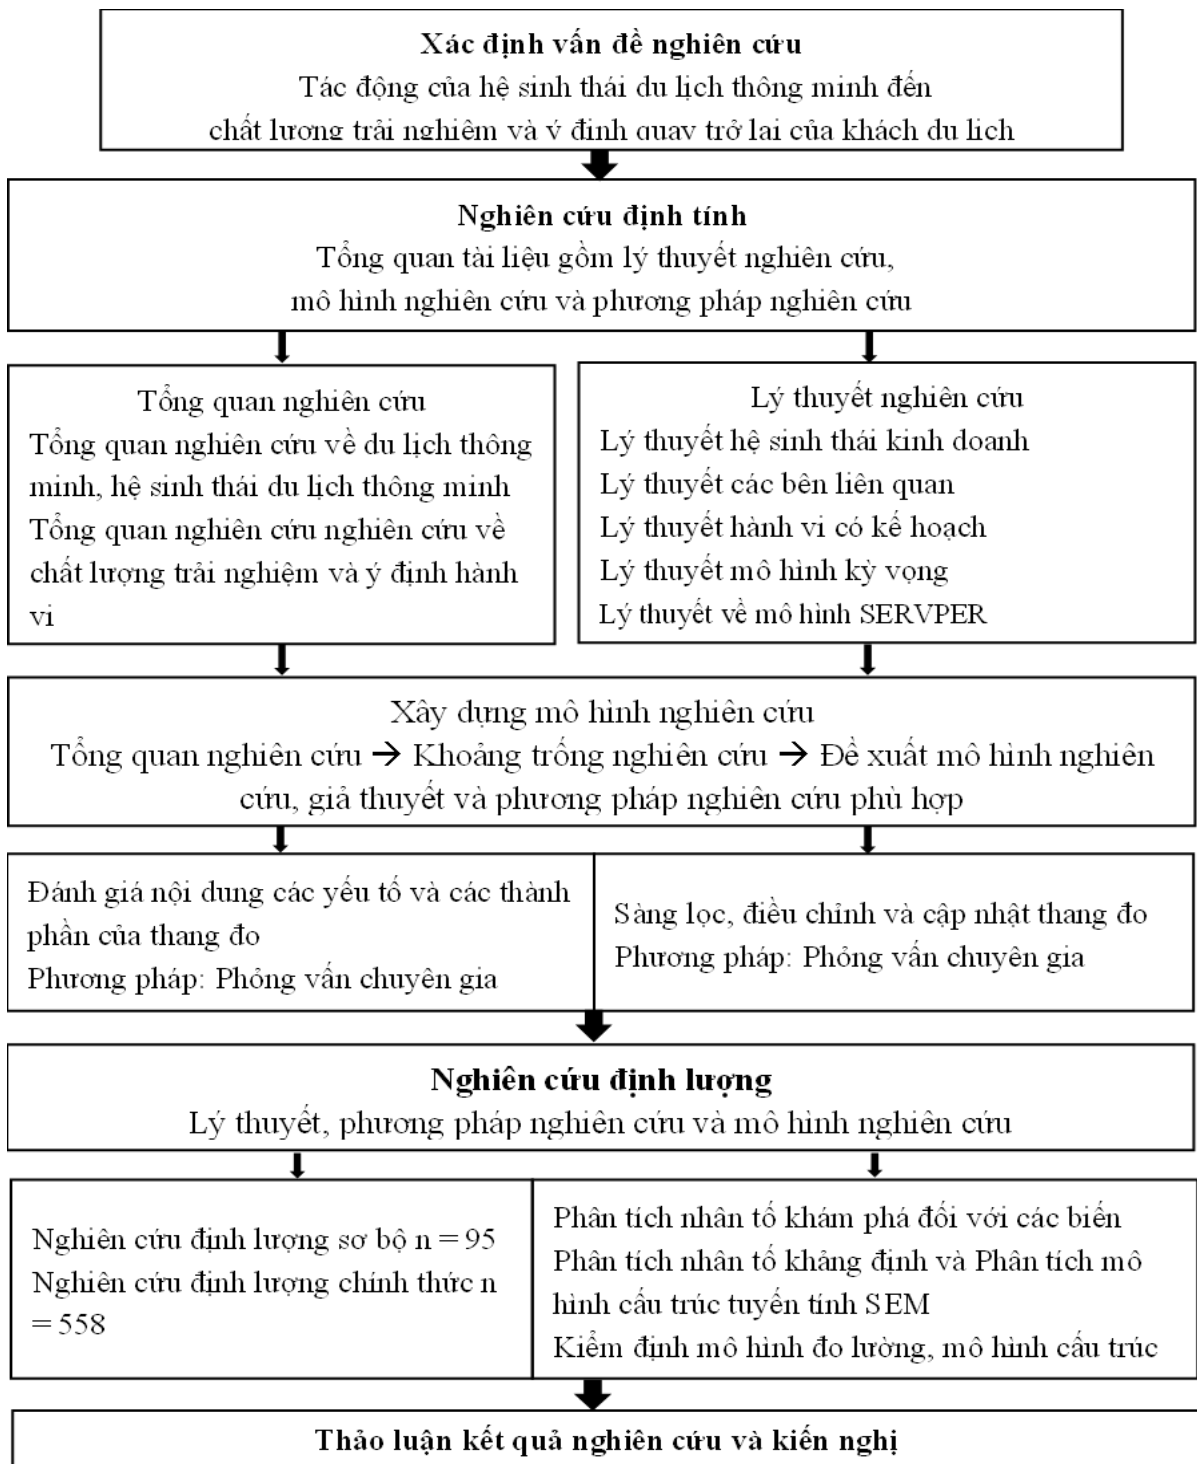 Xác định vấn đề nghiên cứu
Tác động của hệ sinh thái du lịch thông minh đến
chất lượng trải nghiệm và ý định quay trở lại của khách du lịch
Nghiên cứu định tính
Tổng quan tài liệu gồm lý thuyết nghiên cứu,
mô hình nghiên cứu và phương pháp nghiên cứu
Tổng quan nghiên cứu
Tổng quan nghiên cứu về du lịch thông
minh, hệ sinh thái du lịch thông minh
Tổng quan nghiên cứu nghiên cứu về
chất lượng trải nghiệm và ý định hành
vi
Lý thuyết nghiên cứu
Lý thuyết hệ sinh thái kinh doanh
Lý thuyết các bên liên quan
Lý thuyết hành vi có kế hoạch
Lý thuyết mô hình kỳ vọng
Lý thuyết về mô hình SERVPER
Xây dựng mô hình nghiên cứu
Tổng quan nghiên cứu → Khoảng trống nghiên cứu → Đề xuất mô hình nghiên
cứu, giả thuyết và phương pháp nghiên cứu phù hợp
Đánh giá nội dung các yếu tố và các thành
phần của thang đo
Phương pháp: Phỏng vấn chuyên gia
Sàng lọc, điều chỉnh và cập nhật thang đo
Phương pháp: Phỏng vấn chuyên gia
Nghiên cứu định lượng
Lý thuyết, phương pháp nghiên cứu và mô hình nghiên cứu
Nghiên cứu định lượng sơ bộ n = 95
Nghiên cứu định lượng chính thức n
= 558
Phân tích nhân tố khám phá đối với các biến
Phân tích nhân tố khảng định và Phân tích mô
hình cấu trúc tuyến tính SEM
Kiểm định mô hình đo lường, mô hình cấu trúc
Thảo luận kết quả nghiên cứu và kiến nghị